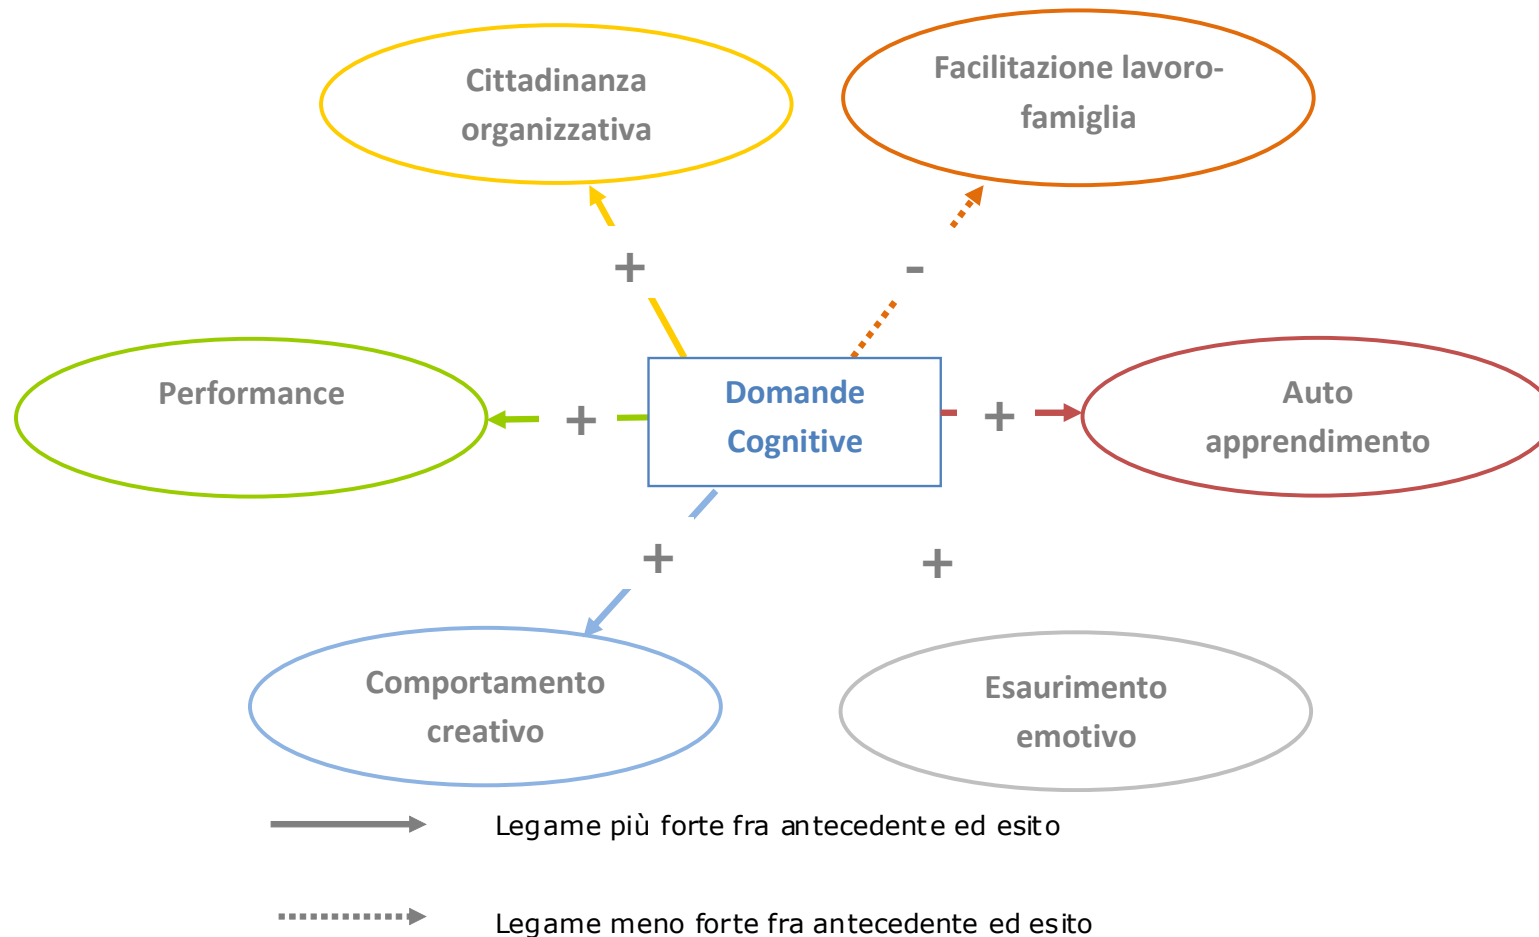 Cittadinanza
organizzativa
Facilitazione lavoro-
famiglia
+
-
Performance
+
Domande
Cognitive
+
Auto
apprendimento
+
+
Comportamento
creativo
Esaurimento
emotivo
Legame più forte fra antecedente ed esito
Legame meno forte fra antecedente ed esito